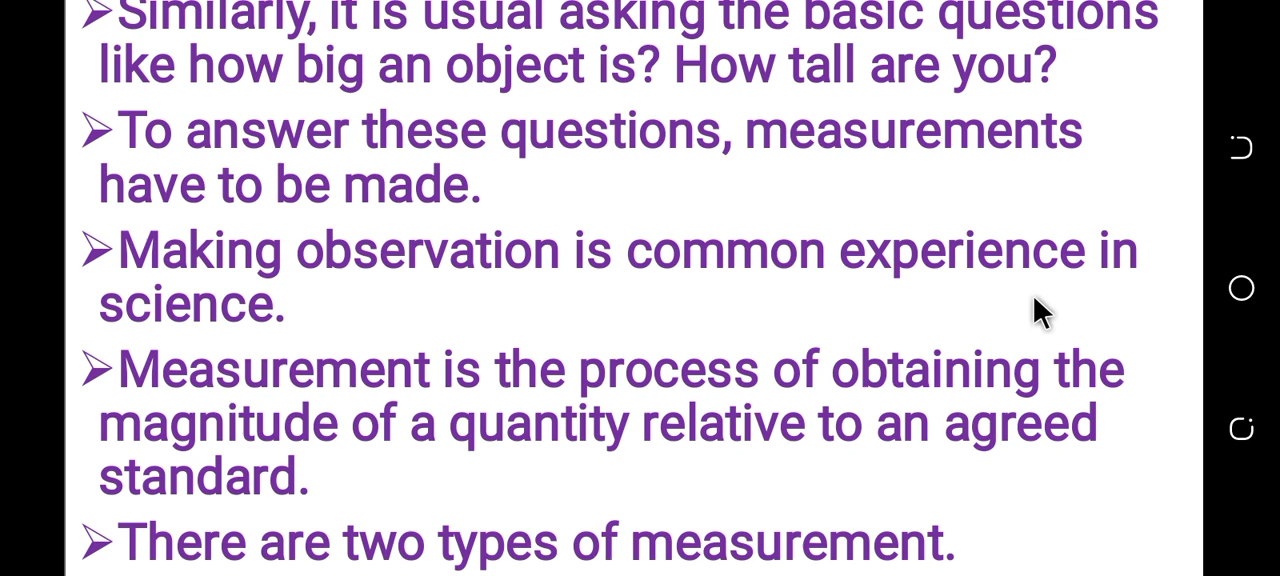 ➢Similarly, it is usual asking the basic questions
like how big an object is? How tall are you?
➢To answer these questions, measurements
have to be made.
➢Making observation is common experience in
science.
➢Measurement is the process of obtaining the
magnitude of a quantity relative to an agreed
standard.
➢There are two types of measurement.